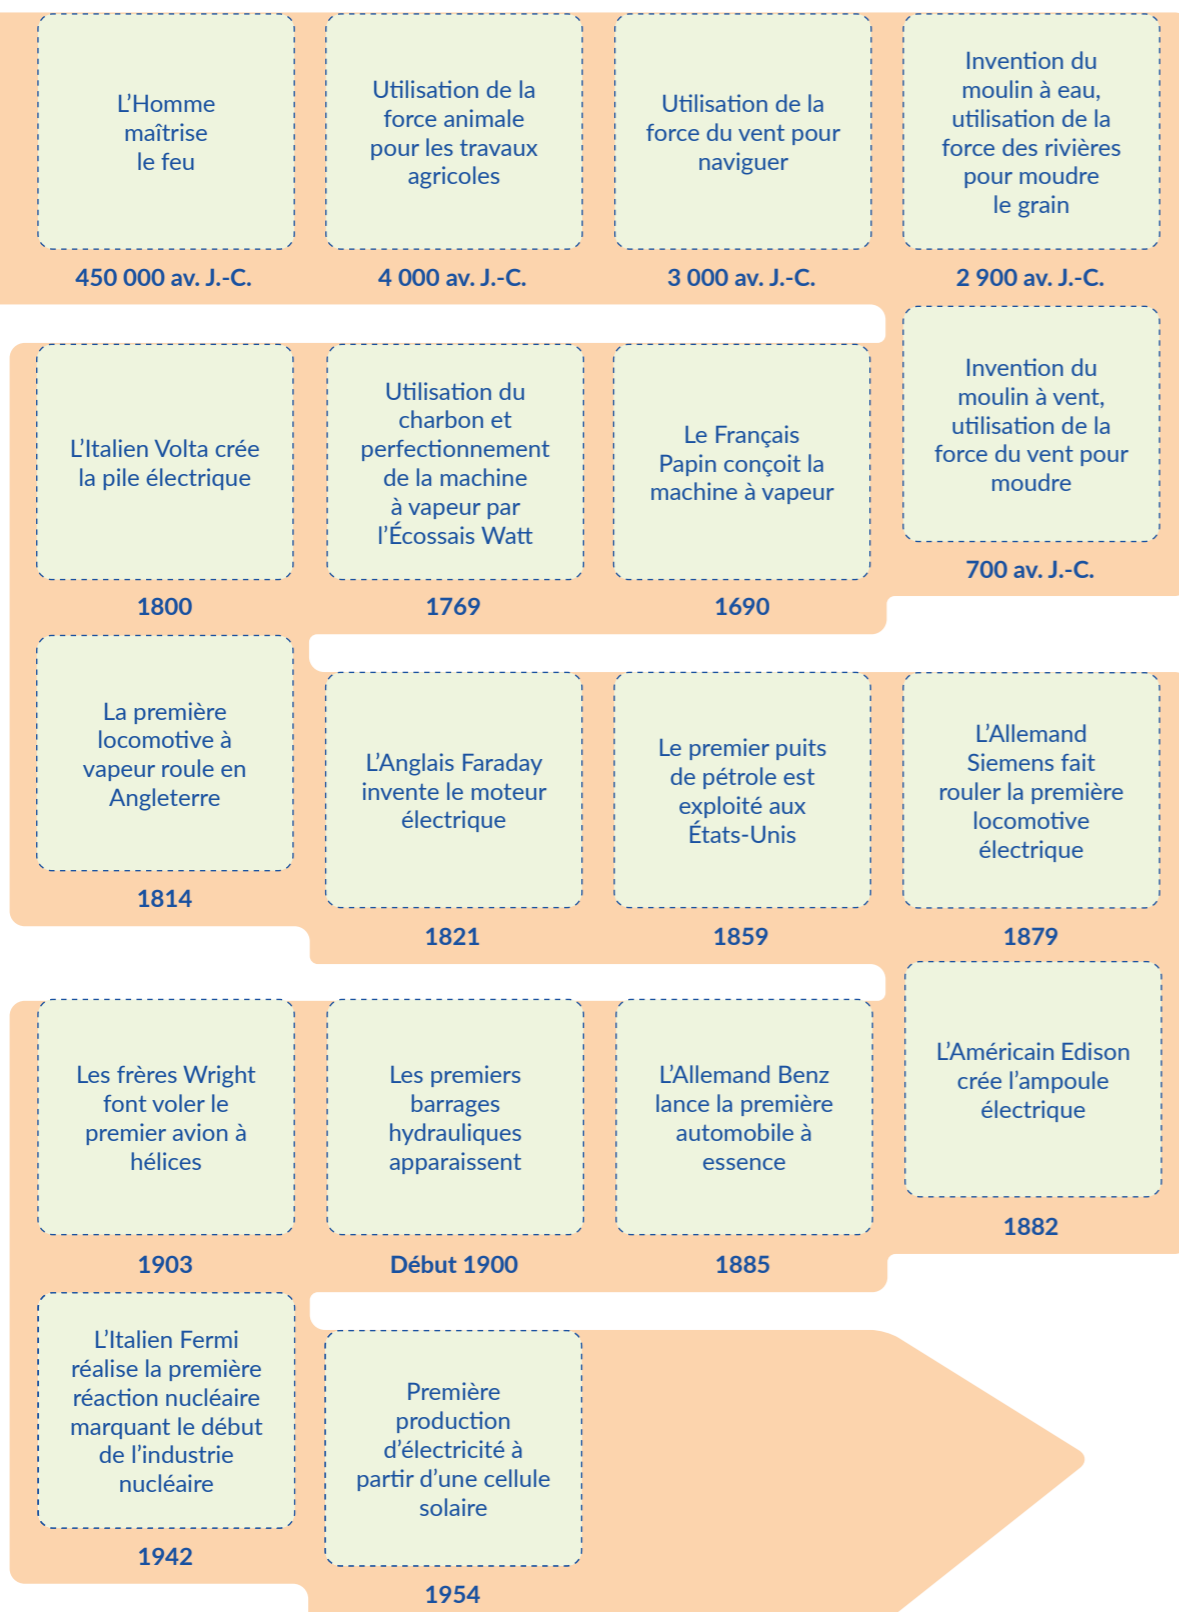 L’Homme
maîtrise
le feu
450 000 av. J.-C.
Utilisation de la
force animale
pour les travaux
agricoles
4 000 av. J.-C.
Utilisation de la
force du vent pour
naviguer
3 000 av. J.-C.
Invention du
moulin à eau,
utilisation de la
force des rivières
pour moudre
le grain
2 900 av. J.-C.
Invention du
moulin à vent,
utilisation de la
force du vent pour
moudre
700 av. J.-C.
Le Français
Papin conçoit la
machine à vapeur
1690
Utilisation du
charbon et
perfectionnement
de la machine
à vapeur par
l’Écossais Watt
1769
L’Italien Volta crée
la pile électrique
1800
La première
locomotive à
vapeur roule en
Angleterre
1814
L’Anglais Faraday
invente le moteur
électrique
1821
Le premier puits
de pétrole est
exploité aux
États-Unis
1859
L’Allemand
Siemens fait
rouler la première
locomotive
électrique
1879
L’Américain Edison
crée l’ampoule
électrique
1882
L’Allemand Benz
lance la première
automobile à
essence
1885
Les premiers
barrages
hydrauliques
apparaissent
Début 1900
Les frères Wright
font voler le
premier avion à
hélices
1903
L’Italien Fermi
réalise la première
réaction nucléaire
marquant le début
de l’industrie
nucléaire
1942
Première
production
d’électricité à
partir d’une cellule
solaire
1954